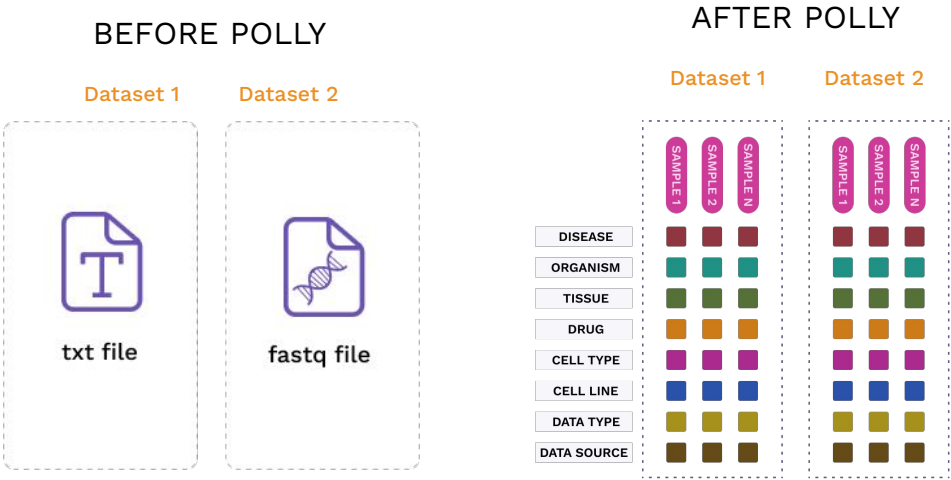 BEFORE POLLY
Dataset 1
Dataset 2
T
txt file
fastq file
AFTER POLLY
Dataset 1
Dataset 2
SAMPLE 1
SAMPLE 2
SAMPLE N
SAMPLE 1
SAMPLE 2
SAMPLE N
DISEASE
ORGANISM
TISSUE
DRUG
CELL TYPE
CELL LINE
DATA TYPE
DATA SOURCE